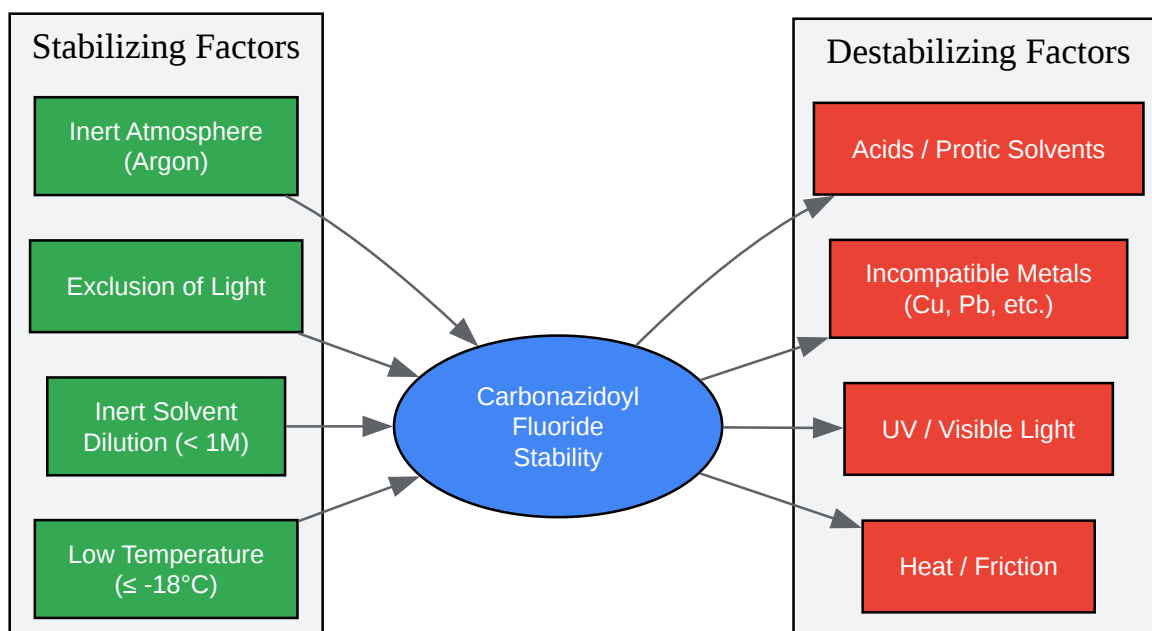 Stabilizing Factors
Inert Atmosphere
(Argon)
Exclusion of Light
Inert Solvent
Dilution (< 1M)
Low Temperature
(≤ -18°C)
Carbonazidoyl
Fluoride
Stability
Destabilizing Factors
Acids / Protic Solvents
Incompatible Metals
(Cu, Pb, etc.)
UV / Visible Light
Heat / Friction